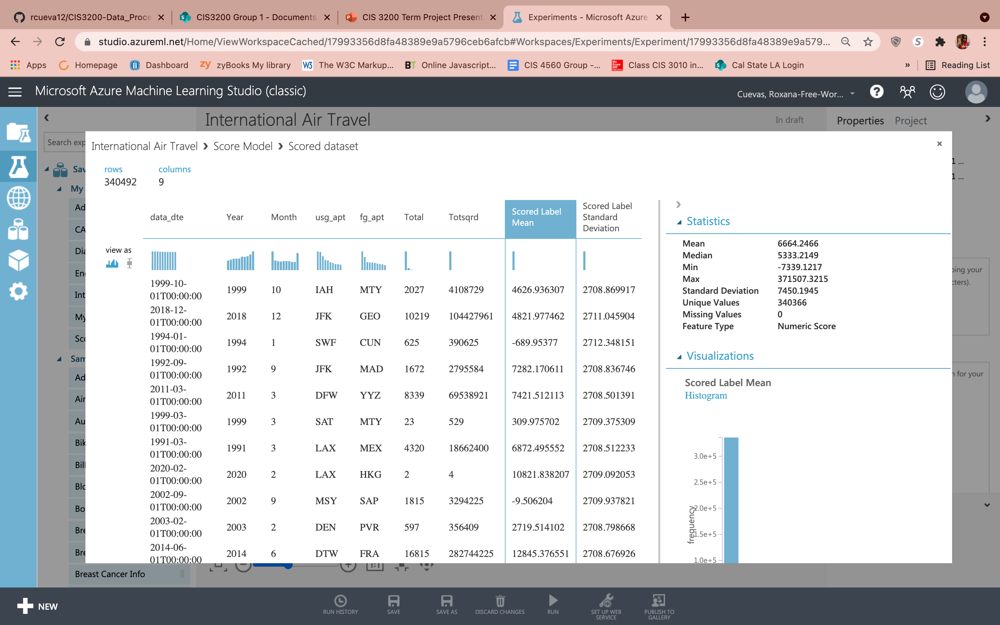 rcueva12/CIS3200-Data_Proce
CIS3200 Group 1 - Documents
CIS 3200 Term Project Present
Experiments - Microsoft Azure
studio.azureml.net/Home/ViewWorkspaceCached/17993356d8fa48389e9a5796ceb6afcb#Workspaces/Experiments/Experiment/17993356d8fa48389e9a579...
Apps
Homepage
Dashboard
zyBooks My library
The W3C Markup...
Online Javascript...
CIS 4560 Group -...
Class CIS 3010 in...
Cal State LA Login
»
Reading List
Microsoft Azure Machine Learning Studio (classic)
Cuevas, Roxana-Free-Wor...
International Air Travel
In draft
Properties
Project
Search exp
International Air Travel > Score Model > Scored dataset
rows columns
340492 9
data_dte Year Month usg_apt fg_apt Total Totsqrd Scored Label Mean Scored Label Standard Deviation
view as
1999-10-01T00:00:00 1999 10 IAH MTY 2027 4108729 4626.936307 2708.869917
2018-12-01T00:00:00 2018 12 JFK GEO 10219 104427961 4821.977462 2711.045904
1994-01-01T00:00:00 1994 1 SWF CUN 625 390625 -689.95377 2712.348151
1992-09-01T00:00:00 1992 9 JFK MAD 1672 2795584 7282.170611 2708.836746
2011-03-01T00:00:00 2011 3 DFW YYZ 8339 69538921 7421.512113 2708.501391
1999-03-01T00:00:00 1999 3 SAT MTY 23 529 309.975702 2709.375309
1991-03-01T00:00:00 1991 3 LAX MEX 4320 18662400 6872.495552 2708.512233
2020-02-01T00:00:00 2020 2 LAX HKG 2 4 10821.838207 2709.092053
2002-09-01T00:00:00 2002 9 MSY SAP 1815 3294225 -9.506204 2709.937821
2003-02-01T00:00:00 2003 2 DEN PVR 597 356409 2719.514102 2708.798668
2014-06-01T00:00:00 2014 6 DTW FRA 16815 282744225 12845.376551 2708.676926
Statistics
Mean 6664.2466
Median 5333.2149
Min -7339.1217
Max 371507.3215
Standard Deviation 7450.1945
Unique Values 340366
Missing Values 0
Feature Type Numeric Score
Visualizations
Scored Label Mean
Histogram
frequency
3.0e+5
2.5e+5
2.0e+5
1.5e+5
1.0e+5
Sav
My
Ad
CA
Dia
Enc
Int
My
Sco
Sam
Ad
Air
Au
Bik
Bill
Blo
Bo
Bre
Bre
Breast Cancer Info
1 ...
1 ...
ping your
cters).
n for your
NEW
RUN HISTORY
SAVE
SAVE AS
DISCARD CHANGES
RUN
SET UP WEB SERVICE
PUBLISH TO GALLERY